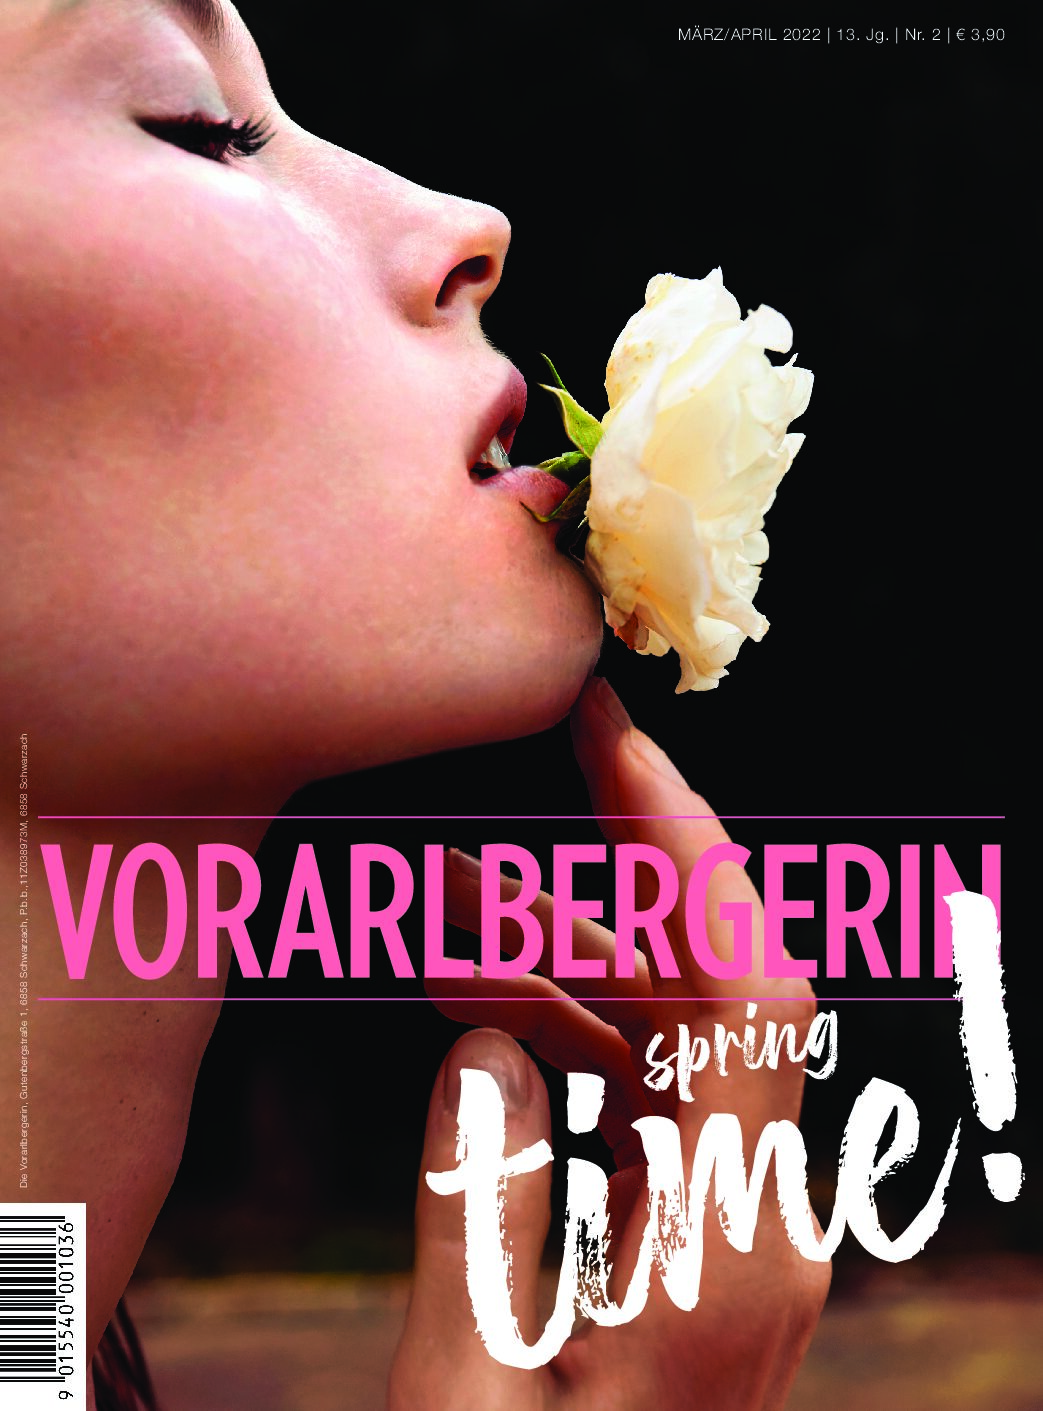 MÄRZ/APRIL 2022 | 13. Jg. | Nr. 2 | € 3,90
Die Vorarlbergerin, Gutenbergstraße 1, 6858 Schwarzach, P.b.b.,11Z038973M, 6858 Schwarzach
VORARLBERGERIN
spring
time!
9 015540 001036